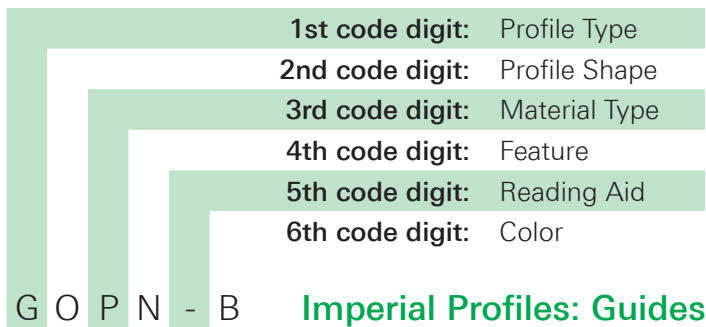 1st code digit: Profile Type
2nd code digit: Profile Shape
3rd code digit: Material Type
4th code digit: Feature
5th code digit: Reading Aid
6th code digit: Color
G O P N - B Imperial Profiles: Guides